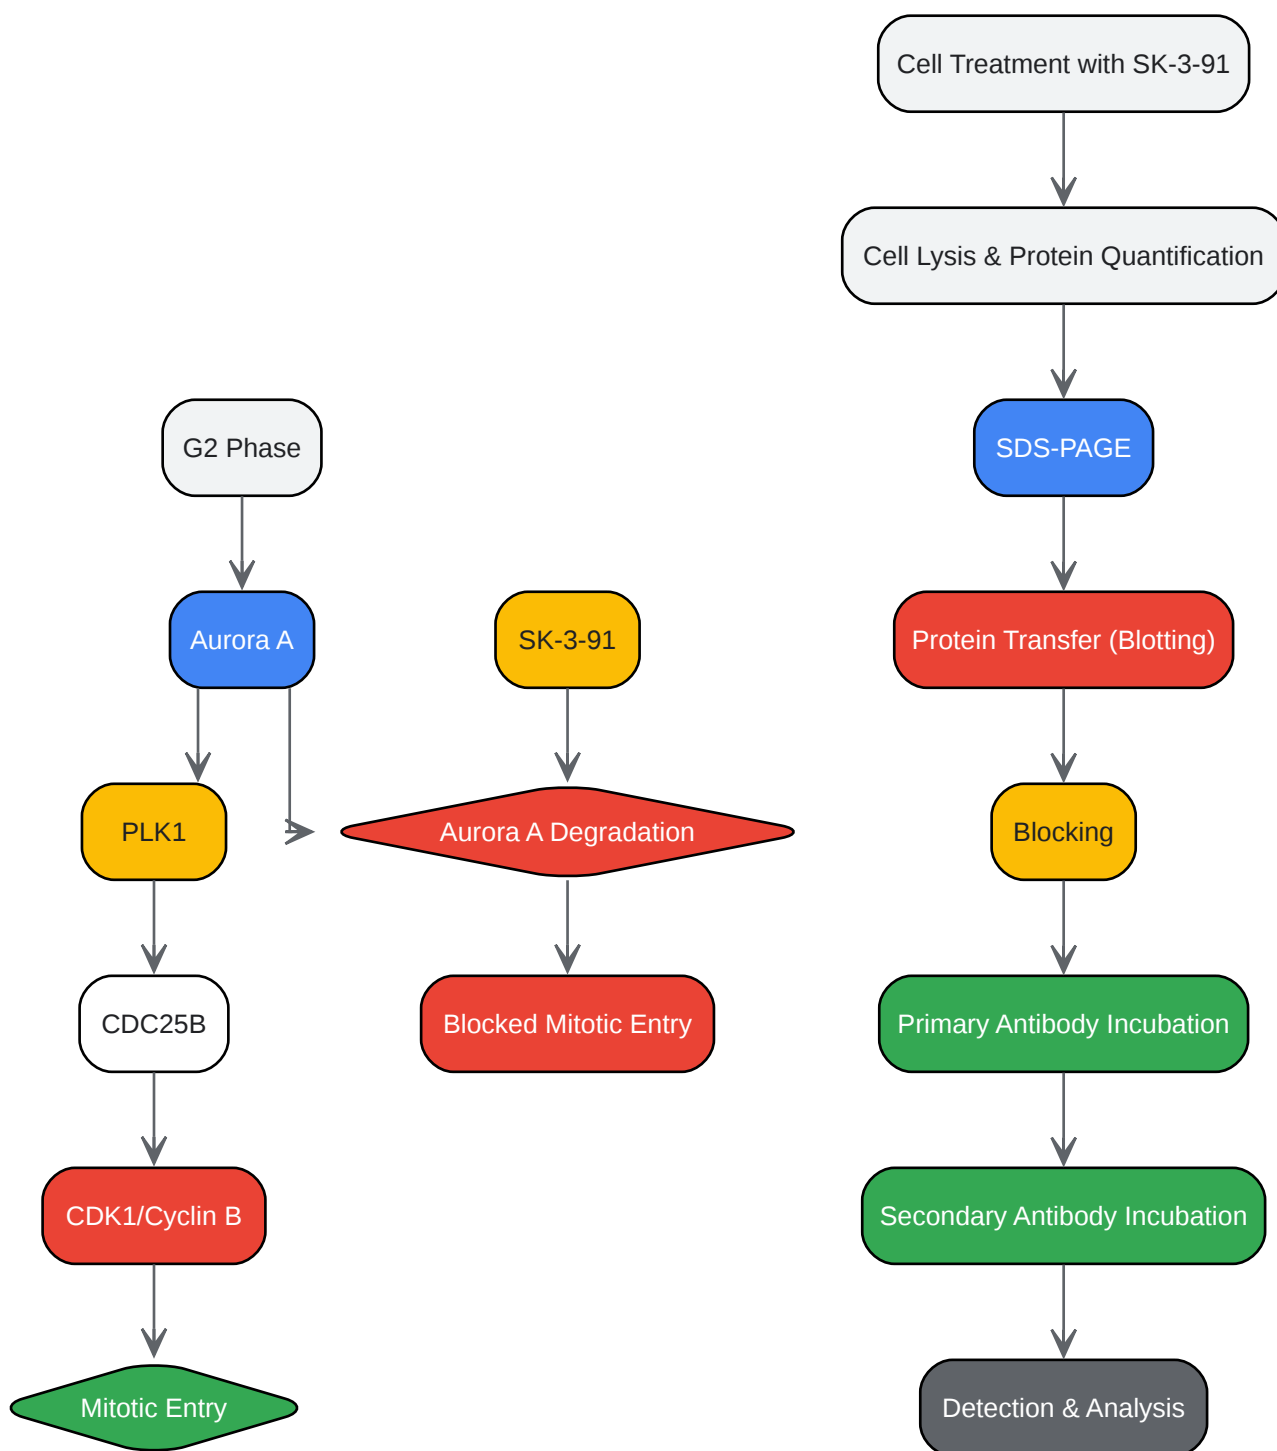 Cell Treatment with SK-3-91
Cell Lysis & Protein Quantification
G2 Phase
SDS-PAGE
Aurora A
SK-3-91
Protein Transfer (Blotting)
PLK1
Aurora A Degradation
Blocking
CDC25B
Blocked Mitotic Entry
Primary Antibody Incubation
CDK1/Cyclin B
Secondary Antibody Incubation
Mitotic Entry
Detection & Analysis